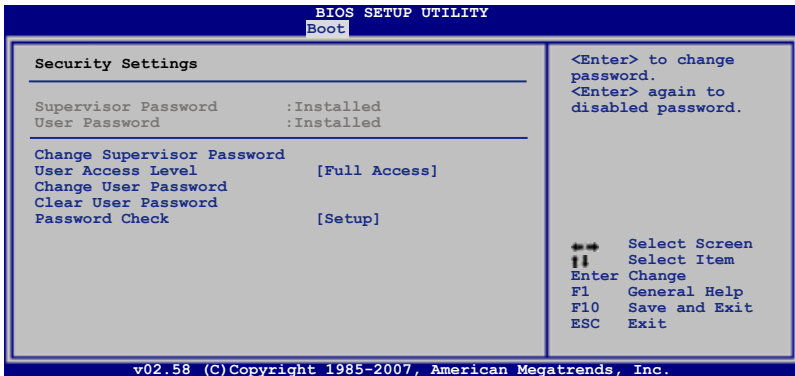 BIOS SETUP UTILITY
Boot
Security Settings
Supervisor Password :Installed
User Password :Installed
Change Supervisor Password
User Access Level [Full Access]
Change User Password
Clear User Password
Password Check [Setup]
<Enter> to change
password.
<Enter> again to
disabled password.
←→ Select Screen
↑↓ Select Item
Enter Change
F1 General Help
F10 Save and Exit
ESC Exit
v02.58 (C)Copyright 1985-2007, American Megatrends, Inc.